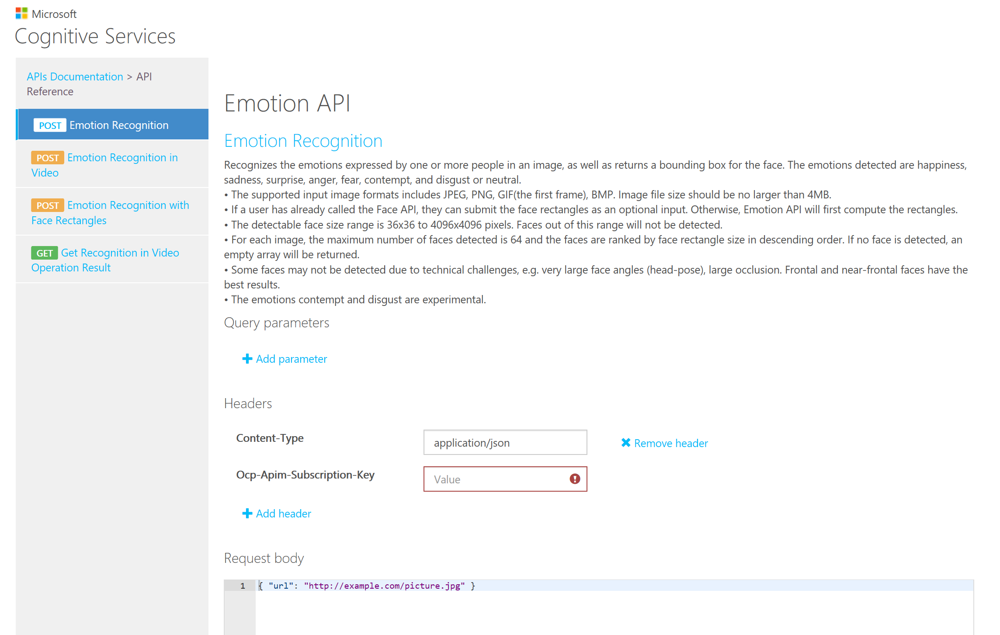 Microsoft
Cognitive Services
APIs Documentation > API
Reference
POST Emotion Recognition
POST Emotion Recognition in
Video
POST Emotion Recognition with
Face Rectangles
GET Get Recognition in Video
Operation Result
Emotion API
Emotion Recognition
Recognizes the emotions expressed by one or more people in an image, as well as returns a bounding box for the face. The emotions detected are happiness,
sadness, surprise, anger, fear, contempt, and disgust or neutral.
• The supported input image formats includes JPEG, PNG, GIF(the first frame), BMP. Image file size should be no larger than 4MB.
• If a user has already called the Face API, they can submit the face rectangles as an optional input. Otherwise, Emotion API will first compute the rectangles.
• The detectable face size range is 36x36 to 4096x4096 pixels. Faces out of this range will not be detected.
• For each image, the maximum number of faces detected is 64 and the faces are ranked by face rectangle size in descending order. If no face is detected, an
empty array will be returned.
• Some faces may not be detected due to technical challenges, e.g. very large face angles (head-pose), large occlusion. Frontal and near-frontal faces have the
best results.
• The emotions contempt and disgust are experimental.
Query parameters
Add parameter
Headers
Content-Type application/json Remove header
Ocp-Apim-Subscription-Key Value
Add header
Request body
1 { "url": "http://example.com/picture.jpg" }